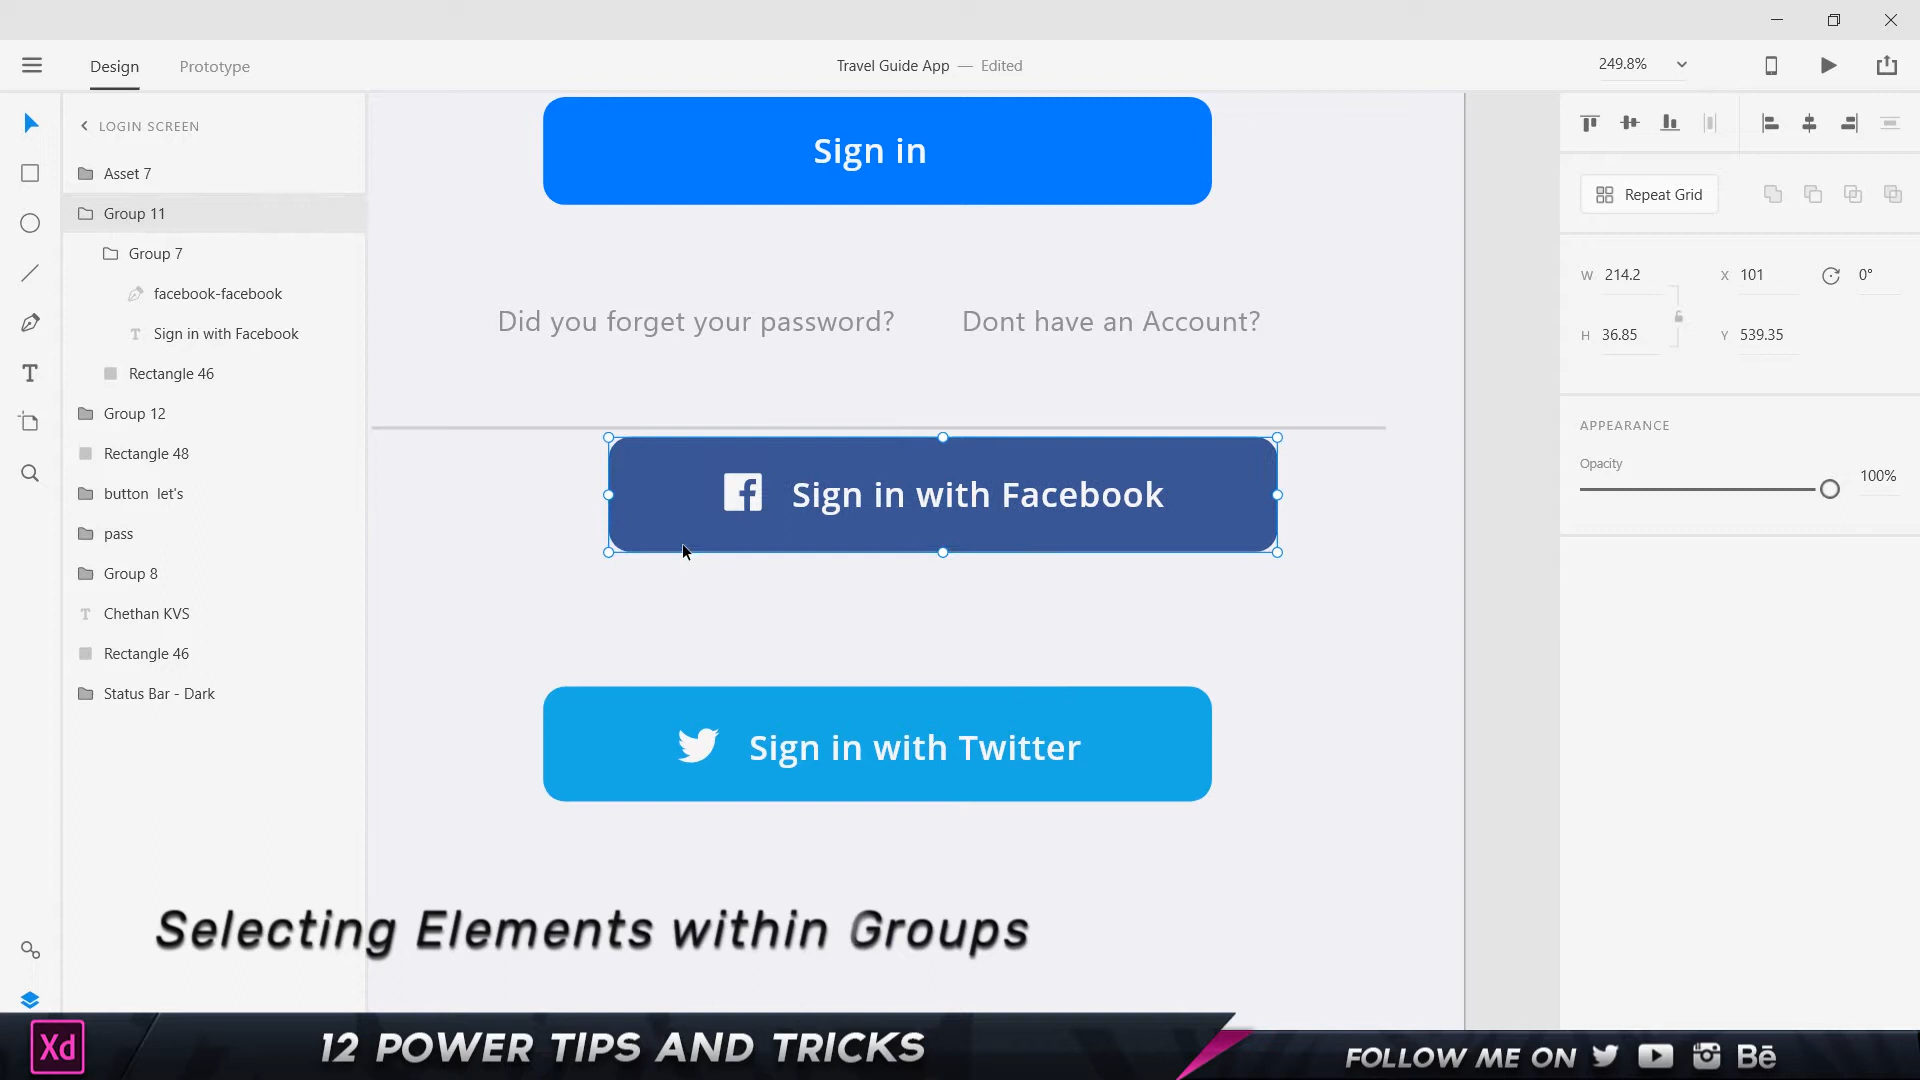 Design
Prototype
Travel Guide App — Edited
249.8%
LOGIN SCREEN
Asset 7
Group 11
Group 7
facebook-facebook
Sign in with Facebook
Rectangle 46
Group 12
Rectangle 48
button let's
pass
Group 8
Chethan KVS
Rectangle 46
Status Bar - Dark
Sign in
Did you forget your password?
Dont have an Account?
Sign in with Facebook
Sign in with Twitter
Repeat Grid
W 214.2
X 101
0°
H 36.85
Y 539.35
APPEARANCE
Opacity
100%
Selecting Elements within Groups
Xd
12 POWER TIPS AND TRICKS
FOLLOW ME ON
Bē